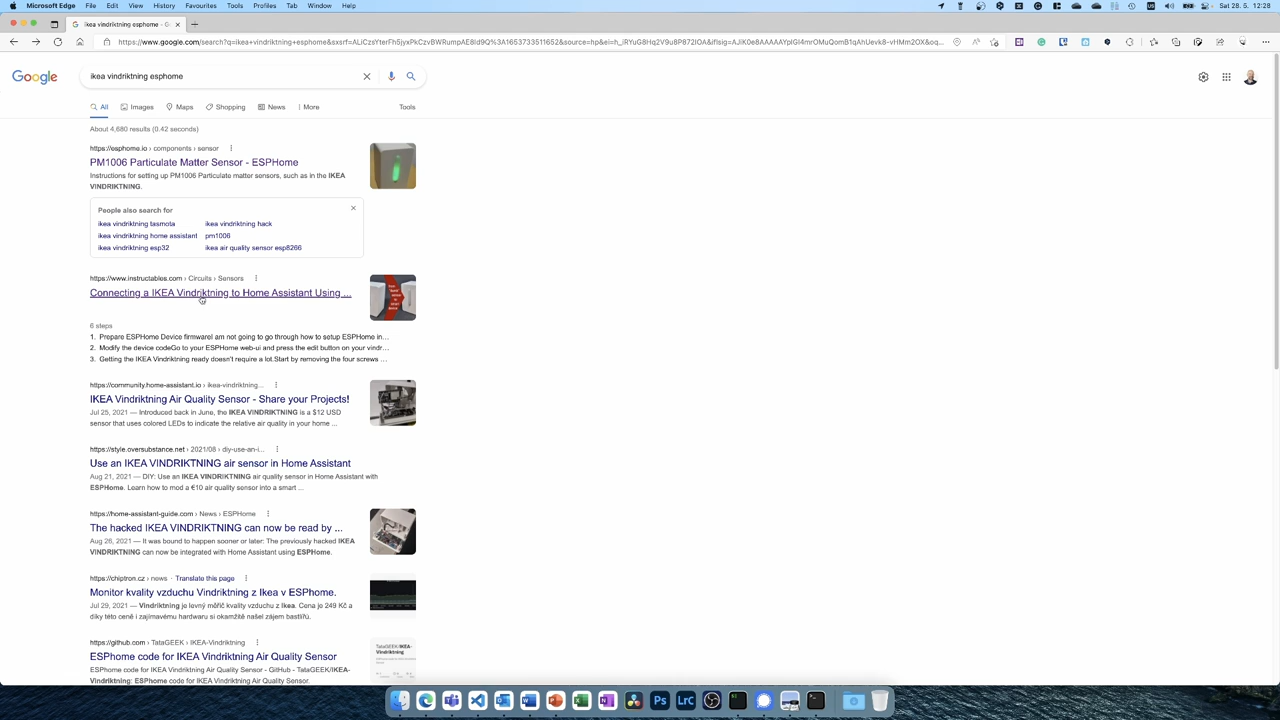 Microsoft Edge File Edit View History Favourites Tools Profiles Tab Window Help Sat 28. 5. 12:28
ikea vindriktning esphome - G
Google
ikea vindriktning esphome
All Images Maps Shopping News More Tools
About 4,680 results (0.42 seconds)
https://esphome.io › components › sensor
PM1006 Particulate Matter Sensor - ESPHome
Instructions for setting up PM1006 Particulate matter sensors, such as in the IKEA
VINDRIKTNING.
People also search for
ikea vindriktning tasmota ikea vindriktning hack
ikea vindriktning home assistant pm1006
ikea vindriktning esp32 ikea air quality sensor esp8266
https://www.instructables.com › Circuits › Sensors
Connecting a IKEA Vindriktning to Home Assistant Using ...
6 steps
1. Prepare ESPHome Device firmwareI am not going to go through how to setup ESPHome in...
2. Modify the device codeGo to your ESPHome web-ui and press the edit button on your vindr...
3. Getting the IKEA Vindriktning ready doesn't require a lot.Start by removing the four screws ...
https://community.home-assistant.io › ikea-vindriktning...
IKEA Vindriktning Air Quality Sensor - Share your Projects!
Jul 25, 2021 — Introduced back in June, the IKEA VINDRIKTNING is a $12 USD
sensor that uses colored LEDs to indicate the relative air quality in your home ...
https://style.oversubstance.net › 2021/08 › diy-use-an-i...
Use an IKEA VINDRIKTNING air sensor in Home Assistant
Aug 21, 2021 — DIY: Use an IKEA VINDRIKTNING air quality sensor in Home Assistant with
ESPHome. Learn how to mod a €10 air quality sensor into a smart ...
https://home-assistant-guide.com › News › ESPHome
The hacked IKEA VINDRIKTNING can now be read by ...
Aug 26, 2021 — It was bound to happen sooner or later: The previously hacked IKEA
VINDRIKTNING can now be integrated with Home Assistant using ESPHome.
https://chiptron.cz › news · Translate this page
Monitor kvality vzduchu Vindriktning z Ikea v ESPhome.
Jul 29, 2021 — Vindriktning je levný měřič kvality vzduchu z Ikea. Cena je 249 Kč a
díky této ceně i zajímavému hardwaru si okamžitě našel zájem bastlířů.
https://github.com › TataGEEK › IKEA-Vindriktning
ESPhome code for IKEA Vindriktning Air Quality Sensor
ESPHome code for IKEA Vindriktning Air Quality Sensor - GitHub - TataGEEK/IKEA-
Vindriktning: ESPhome code for IKEA Vindriktning Air Quality Sensor.